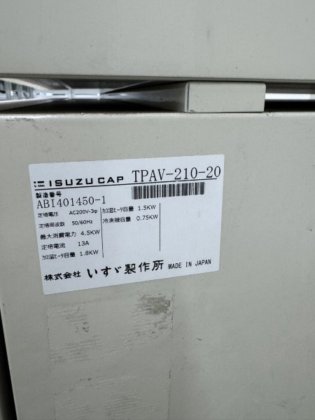 ISUZU CAP TPAV-210-20
製造番号
ABI401450-1
定格電圧 AC200V-3φ
定格周波数 50/60Hz
最大消費電力 4.5KW
定格電流 13A
加温ヒータ容量 1.8KW
加湿ヒータ容量 1.5KW
冷凍機容量 0.75KW
株式会社 いすゞ製作所 MADE IN JAPAN